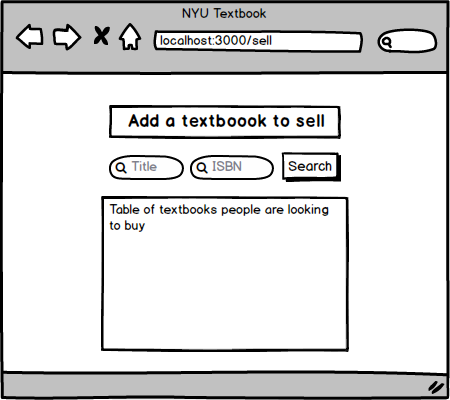 NYU Textbook
localhost:3000/sell
Add a textboook to sell
Title
ISBN
Search
Table of textbooks people are looking
to buy